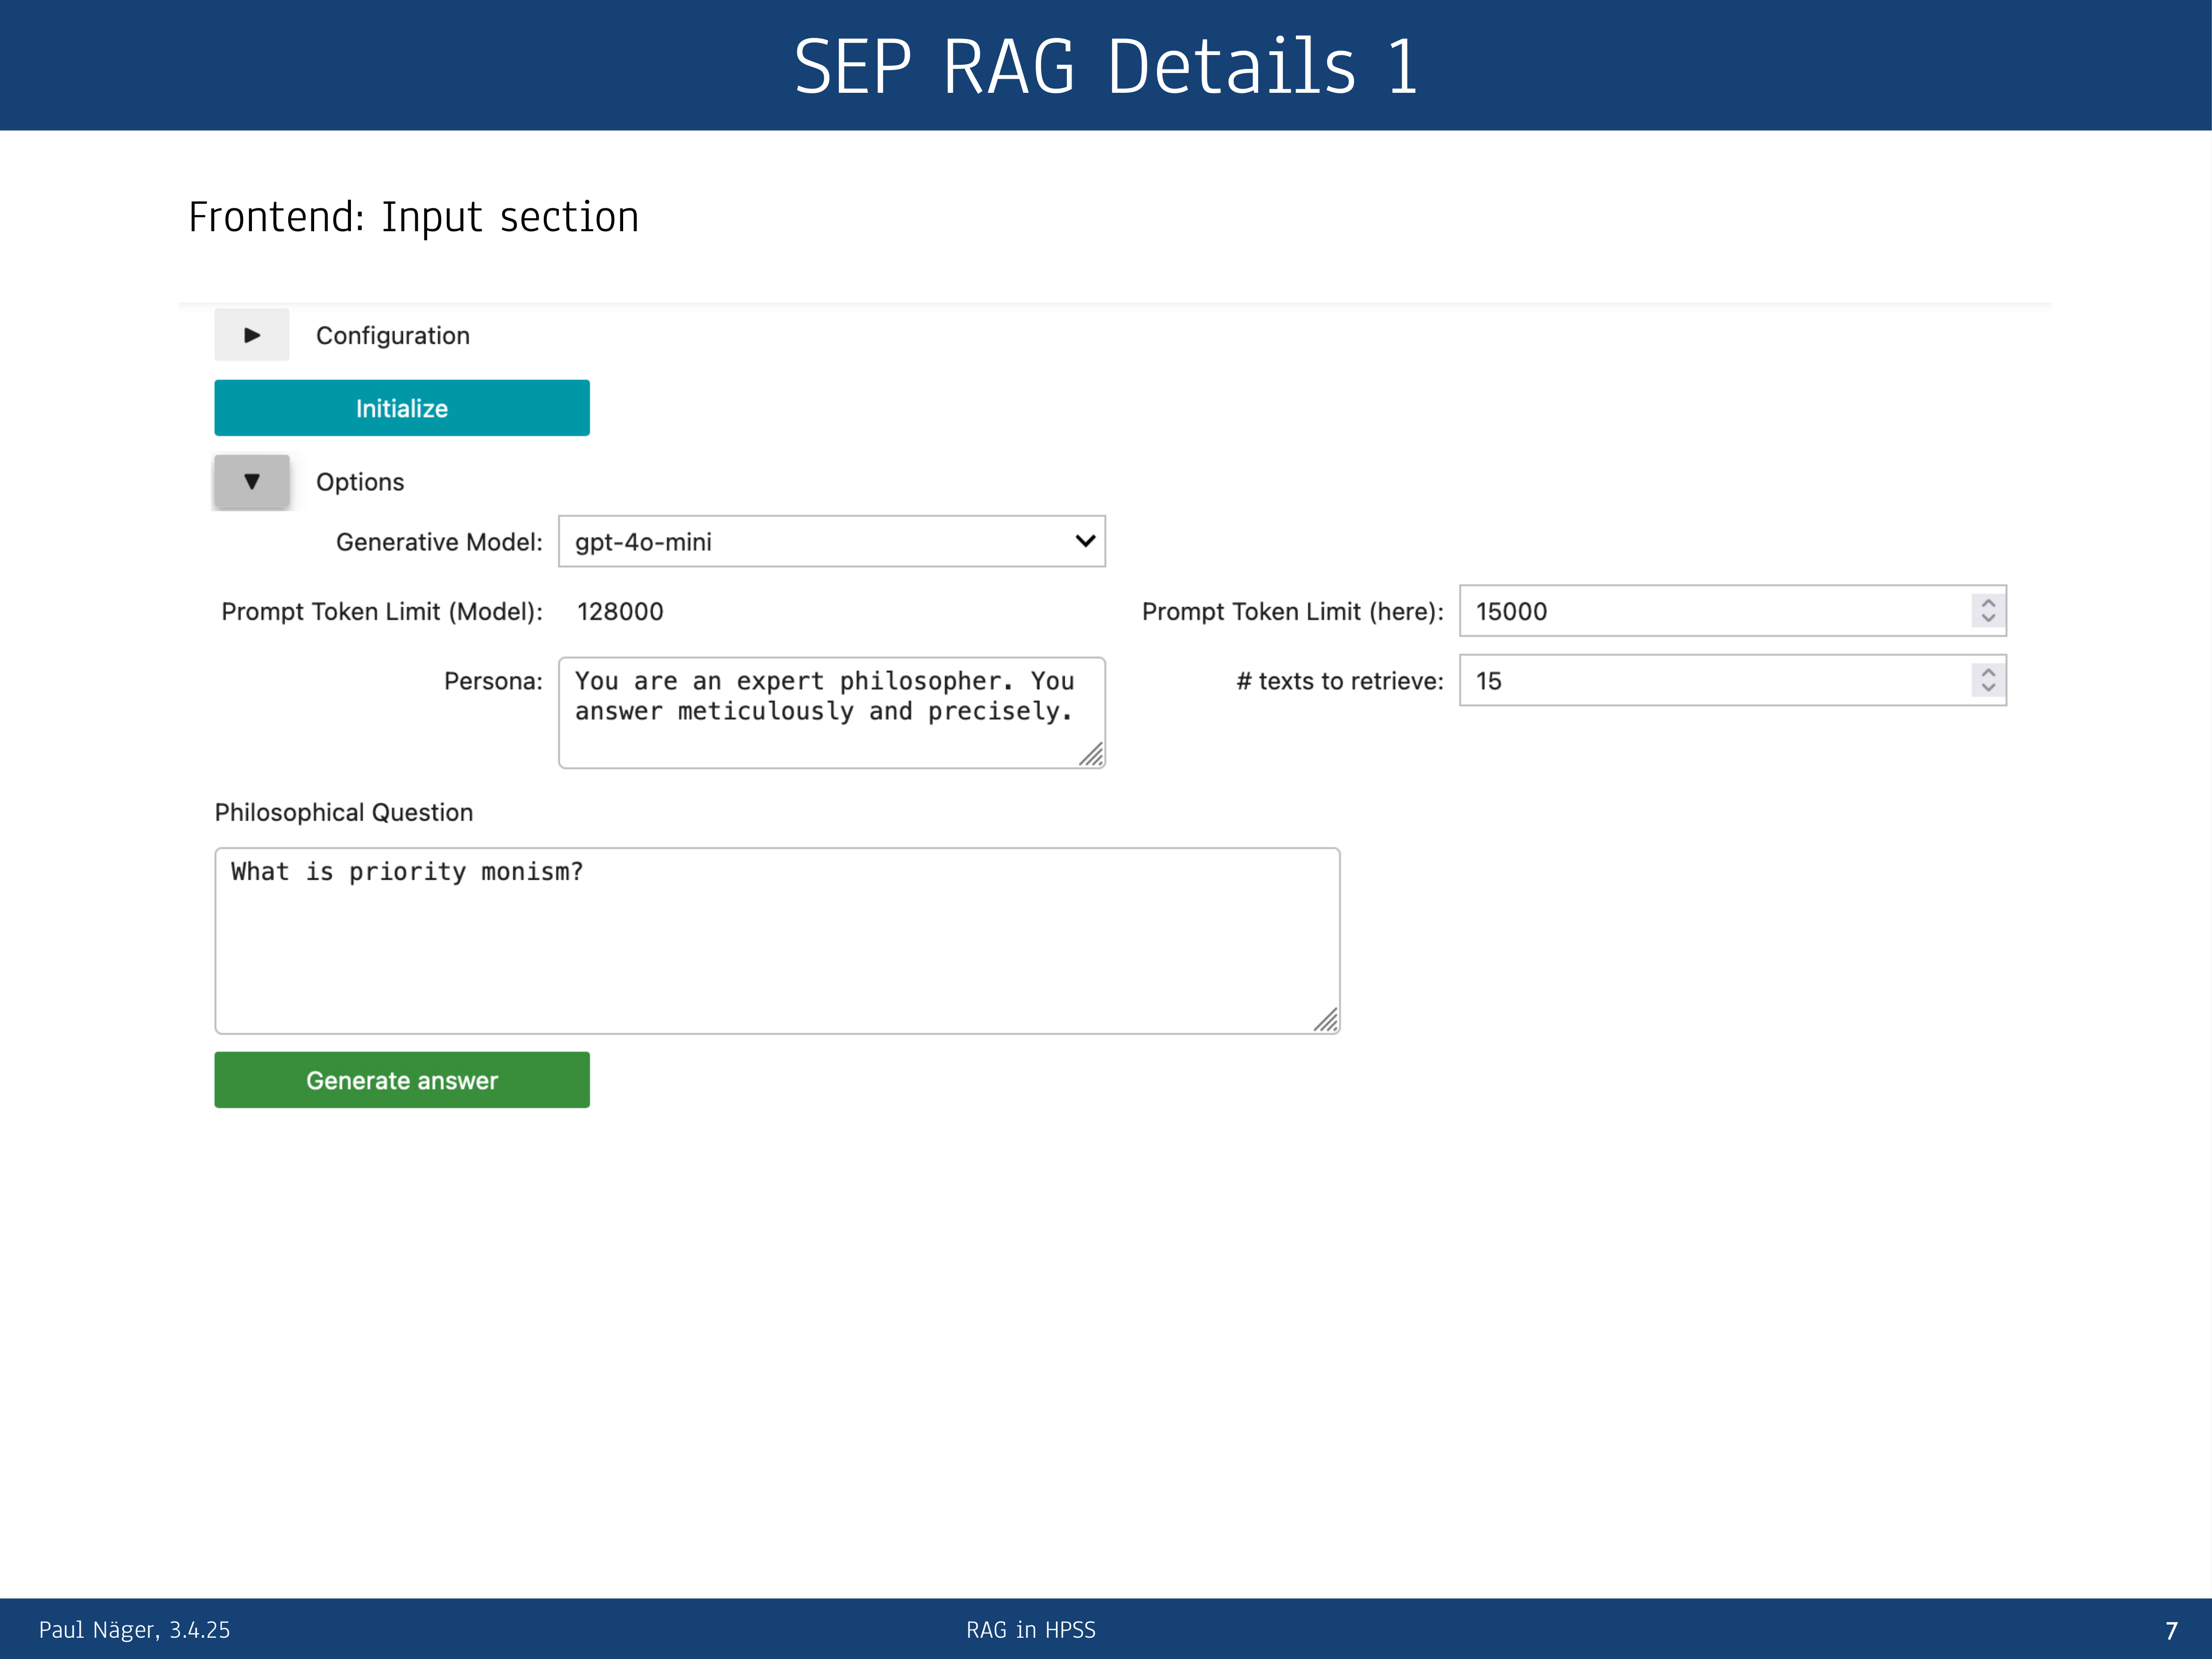 SEP RAG Details 1
Frontend: Input section
Configuration
Initialize
Options
Generative Model: gpt-4o-mini
Prompt Token Limit (Model): 128000 Prompt Token Limit (here): 15000
Persona: You are an expert philosopher. You
answer meticulously and precisely.
# texts to retrieve: 15
Philosophical Question
What is priority monism?
Generate answer
Paul Näger, 3.4.25 RAG in HPSS 7